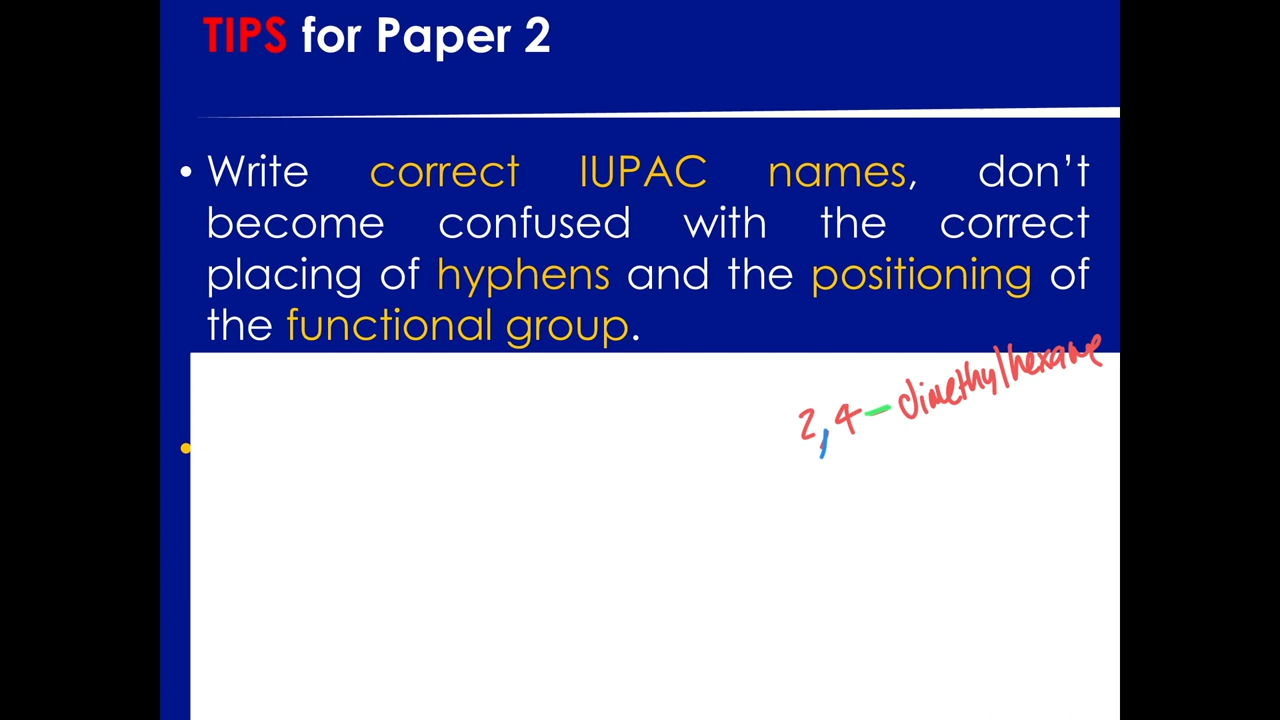 TIPS for Paper 2
• Write correct IUPAC names, don't
become confused with the correct
placing of hyphens and the positioning of
the functional group.
2,4-dimethylhexane
•